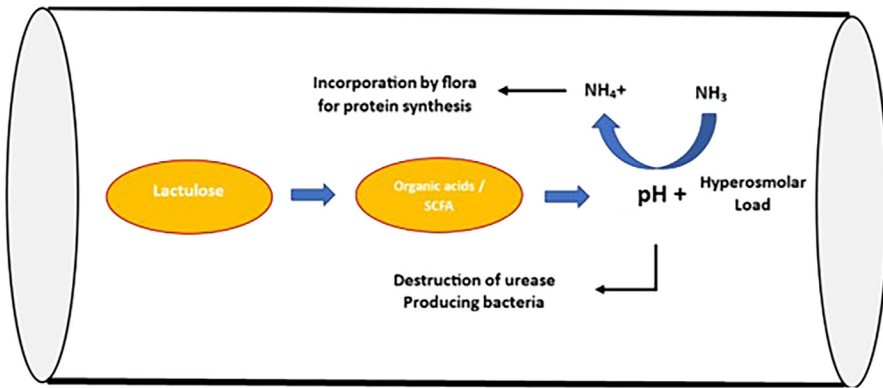 Incorporation by flora
for protein synthesis
NH₄+
NH₃
Lactulose
Organic acids /
SCFA
pH +
Hyperosmolar
Load
Destruction of urease
Producing bacteria